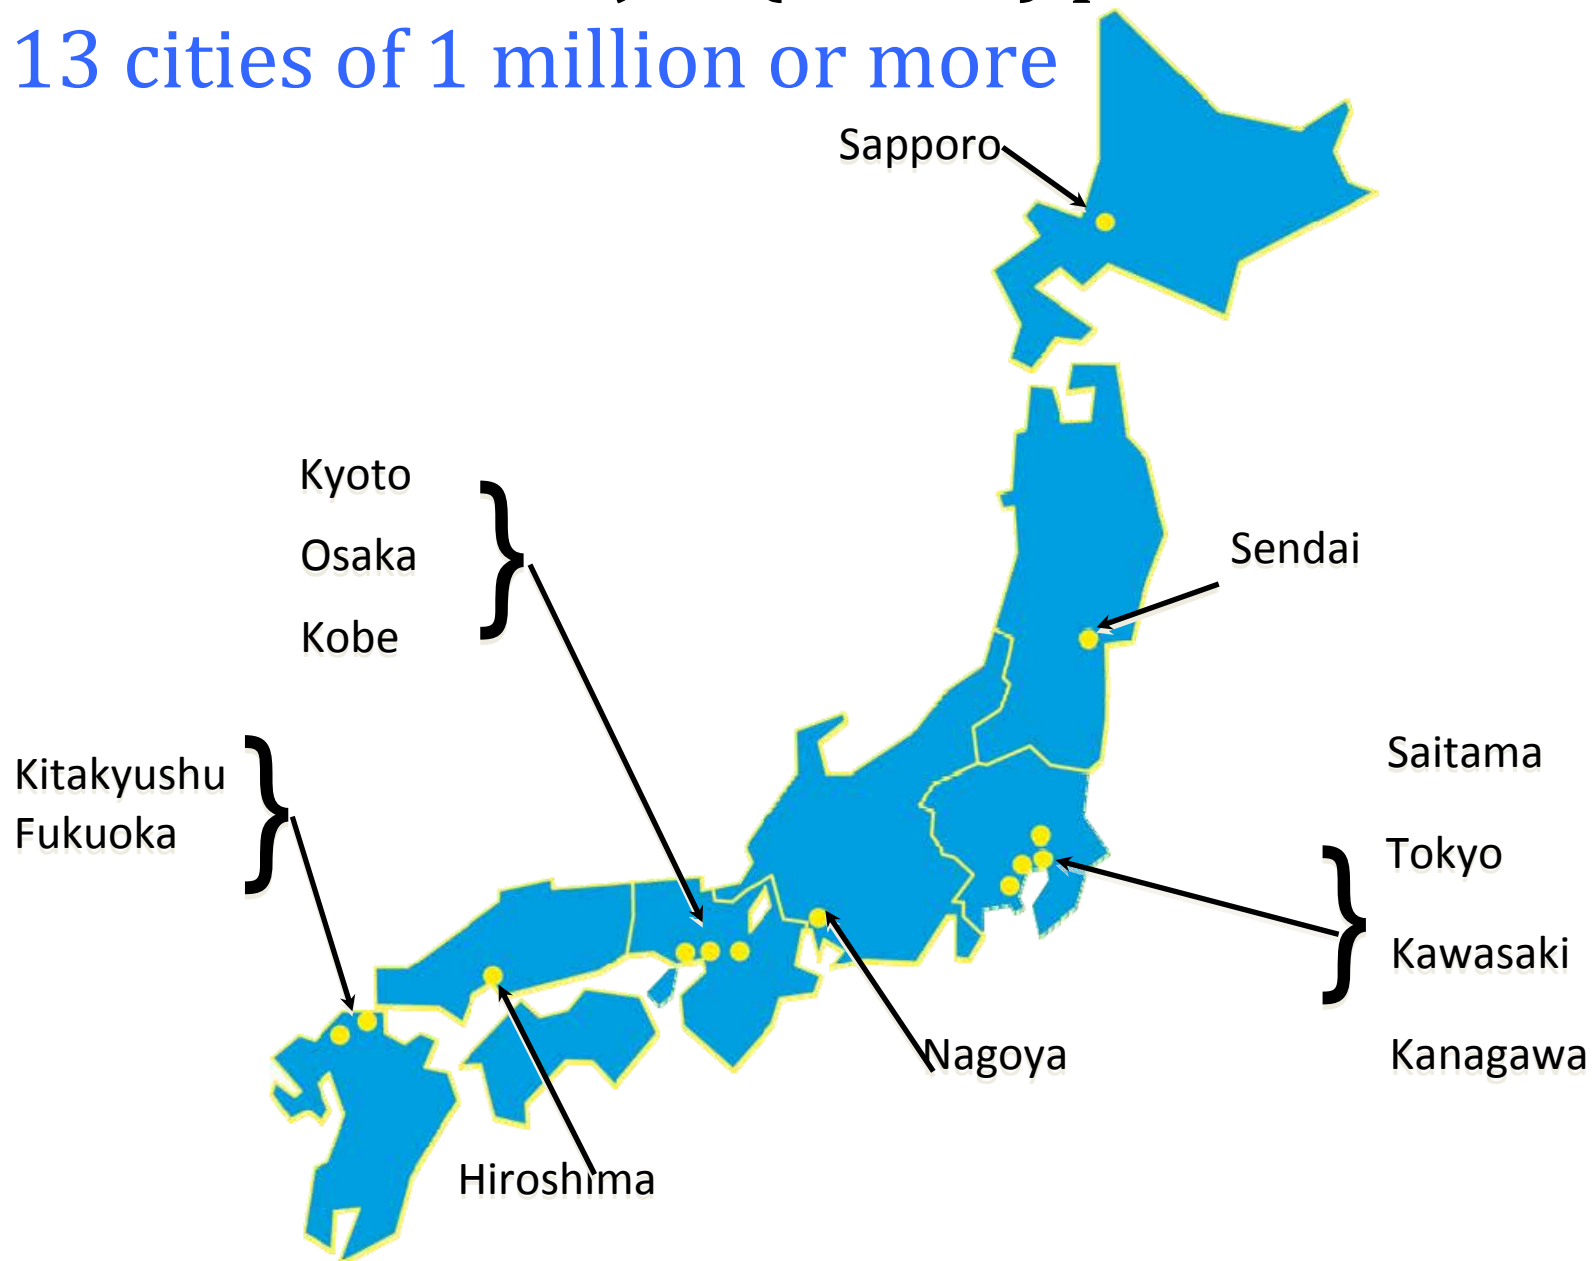 13 cities of 1 million or more
Sapporo
Kyoto
Osaka
Kobe
Sendai
Kitakyushu
Fukuoka
Saitama
Tokyo
Kawasaki
Kanagawa
Nagoya
Hiroshima